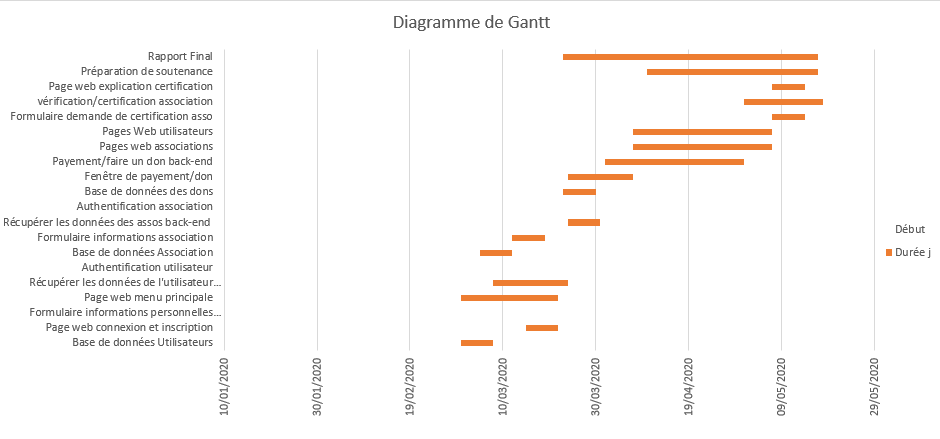 Diagramme de Gantt
Rapport Final
Préparation de soutenance
Page web explication certification
vérification/certification association
Formulaire demande de certification asso
Pages Web utilisateurs
Pages web associations
Payement/faire un don back-end
Fenêtre de payement/don
Base de données des dons
Authentification association
Récupérer les données des assos back-end
Formulaire informations association
Base de données Association
Authentification utilisateur
Récupérer les données de l'utilisateur...
Page web menu principale
Formulaire informations personnelles...
Page web connexion et inscription
Base de données Utilisateurs
Début
Durée j
10/01/2020
30/01/2020
19/02/2020
10/03/2020
30/03/2020
19/04/2020
09/05/2020
29/05/2020